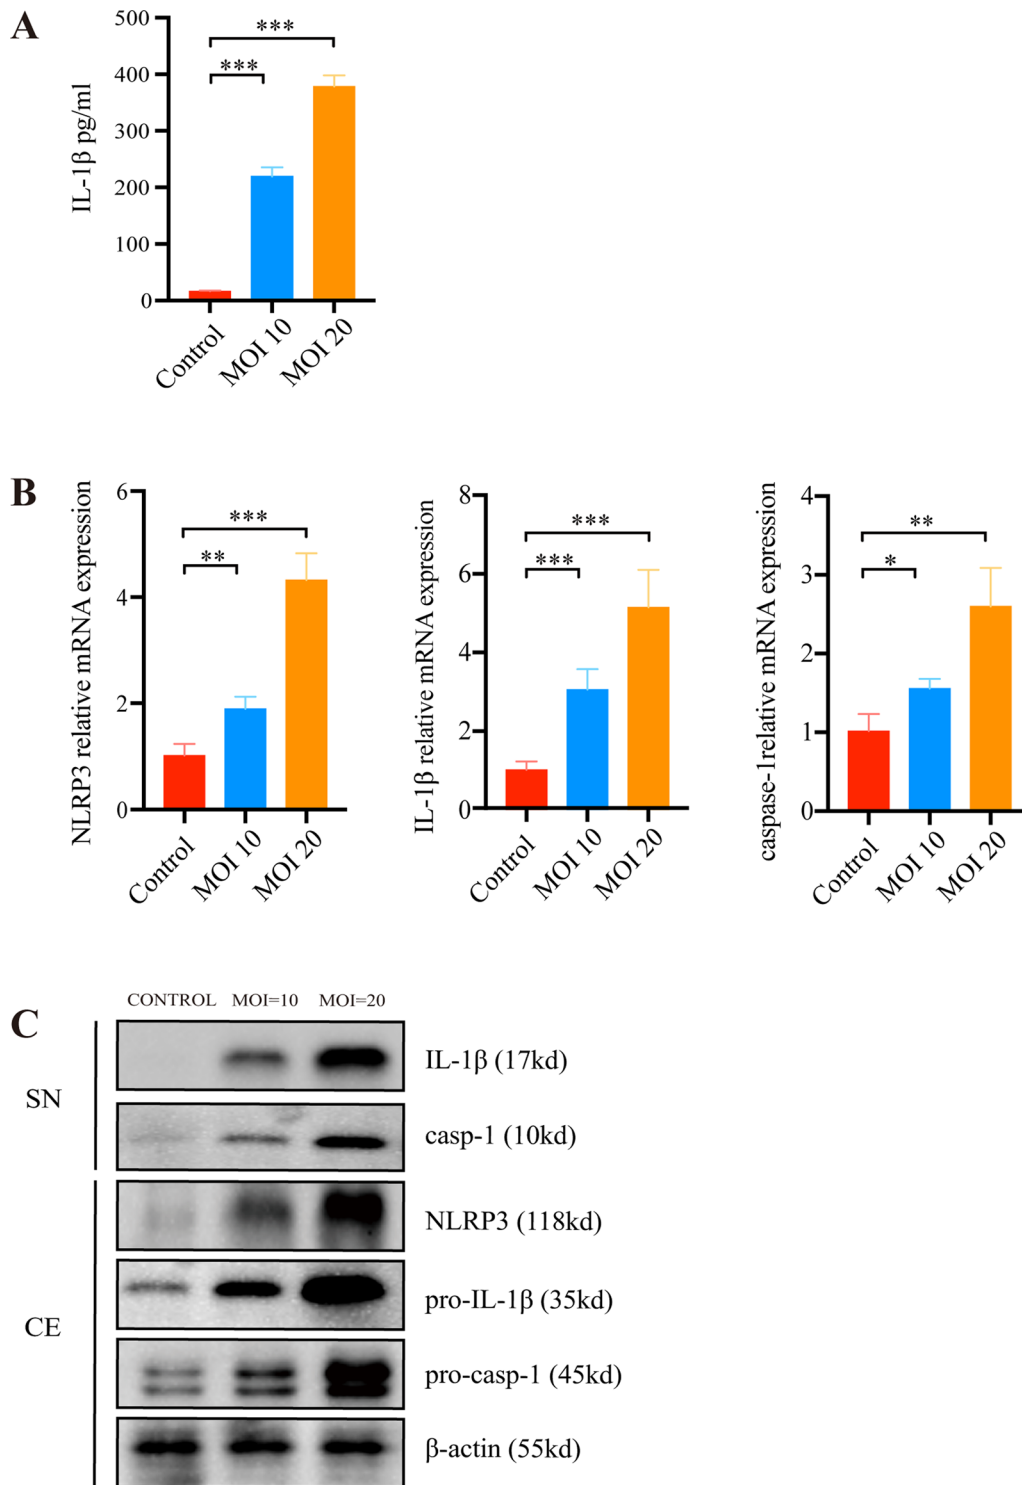 A
IL-1β pg/ml
500
400
300
200
100
0
***
***
Control
MOI 10
MOI 20
B
NLRP3 relative mRNA expression
6
4
2
0
***
**
Control
MOI 10
MOI 20
IL-1β relative mRNA expression
8
6
4
2
0
***
***
Control
MOI 10
MOI 20
caspase-1relative mRNA expression
4
3
2
1
0
**
*
Control
MOI 10
MOI 20
C
CONTROL MOI=10 MOI=20
SN
IL-1β (17kd)
casp-1 (10kd)
CE
NLRP3 (118kd)
pro-IL-1β (35kd)
pro-casp-1 (45kd)
β-actin (55kd)